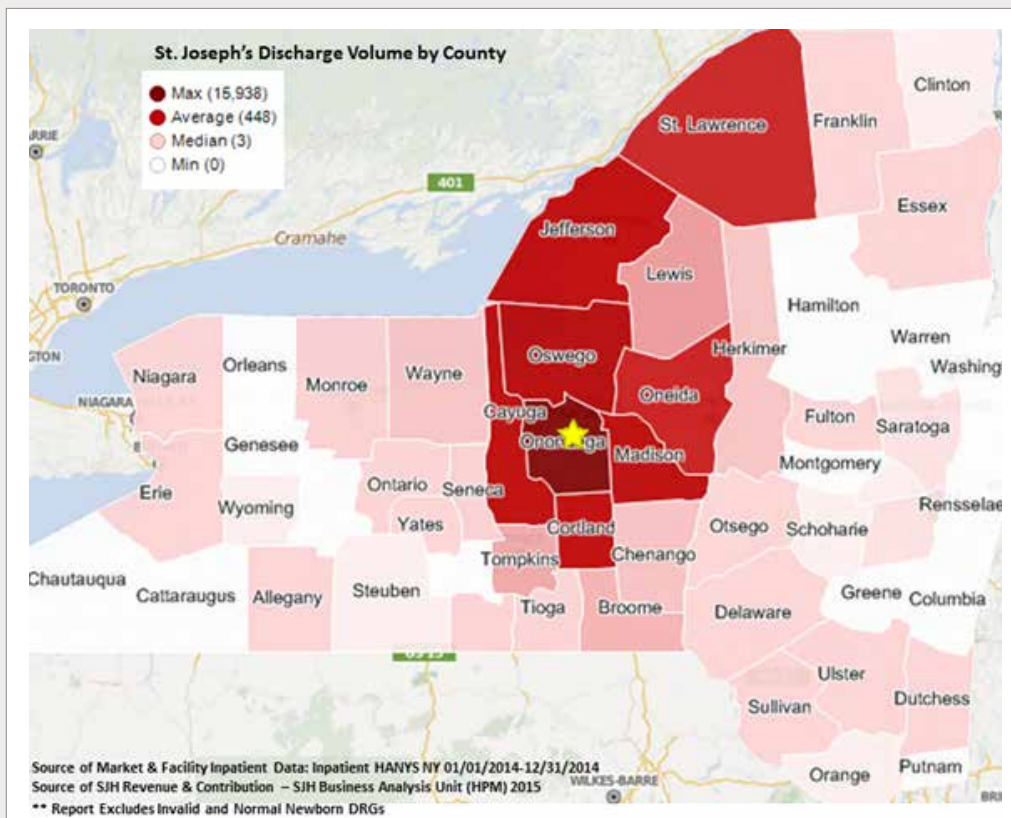 St. Joseph's Discharge Volume by County
Max (15,938)
Average (448)
Median (3)
Min (0)
Clinton
Franklin
St. Lawrence
ARRIE
401
Essex
Jefferson
Cramahe
Lewis
TORONTO
Hamilton
Warren
Washing
GTON
Oswego
Herkimer
Orleans
Wayne
Niagara
Monroe
Oneida
NIAGARA
Cayuga
Fulton
Saratoga
Genesee
Onondaga
Madison
Montgomery
Erie
Ontario
Seneca
Wyoming
Rensselae
Yates
Cortland
Otsego
Schoharie
Tompkins
Chenango
Chautauqua
Cattaraugus
Allegany
Steuben
Greene
Columbia
Tioga
Broome
Delaware
Ulster
Sullivan
Dutchess
Source of Market & Facility Inpatient Data: Inpatient HANYS NY 01/01/2014-12/31/2014
Source of SJH Revenue & Contribution – SJH Business Analysis Unit (HPM) 2015
WILKES-BARRE
Orange
Putnam
** Report Excludes Invalid and Normal Newborn DRGs